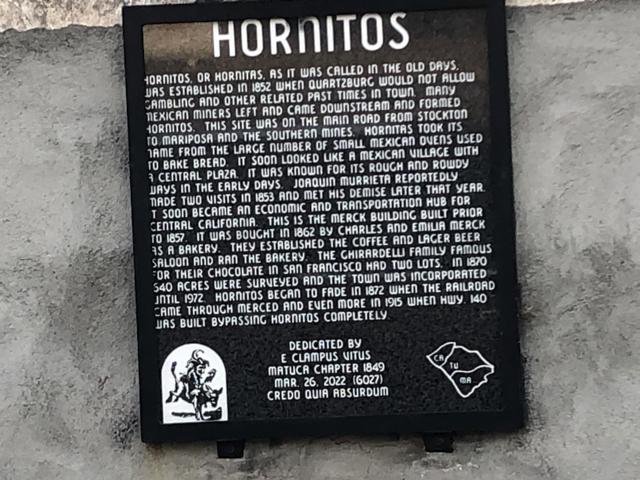 HORNITOS
HORNITOS, OR HORNITAS, AS IT WAS CALLED IN THE OLD DAYS,
WAS ESTABLISHED IN 1852 WHEN QUARTZBURG WOULD NOT ALLOW
GAMBLING AND OTHER RELATED PAST TIMES IN TOWN. MANY
MEXICAN MINERS LEFT AND CAME DOWNSTREAM AND FORMED
HORNITOS. THIS SITE WAS ON THE MAIN ROAD FROM STOCKTON
TO MARIPOSA AND THE SOUTHERN MINES. HORNITAS TOOK ITS
NAME FROM THE LARGE NUMBER OF SMALL MEXICAN OVENS USED
TO BAKE BREAD. IT SOON LOOKED LIKE A MEXICAN VILLAGE WITH
A CENTRAL PLAZA. IT WAS KNOWN FOR ITS ROUGH AND ROWDY
WAYS IN THE EARLY DAYS. JOAQUIN MURRIETA REPORTEDLY
MADE TWO VISITS IN 1853 AND MET HIS DEMISE LATER THAT YEAR.
IT SOON BECAME AN ECONOMIC AND TRANSPORTATION HUB FOR
CENTRAL CALIFORNIA. THIS IS THE MERCK BUILDING BUILT PRIOR
TO 1857. IT WAS BOUGHT IN 1862 BY CHARLES AND EMILIA MERCK
AS A BAKERY. THEY ESTABLISHED THE COFFEE AND LAGER BEER
SALOON AND RAN THE BAKERY. THE GHIRARDELLI FAMILY FAMOUS
FOR THEIR CHOCOLATE IN SAN FRANCISCO HAD TWO LOTS. IN 1870
640 ACRES WERE SURVEYED AND THE TOWN WAS INCORPORATED
UNTIL 1972. HORNITOS BEGAN TO FADE IN 1872 WHEN THE RAILROAD
CAME THROUGH MERCED AND EVEN MORE IN 1915 WHEN HWY. 140
WAS BUILT BYPASSING HORNITOS COMPLETELY.
DEDICATED BY
E CLAMPUS VITUS
MATUCA CHAPTER 1849
MAR. 26, 2022 (6027)
CREDO QUIA ABSURDUM
CA
TU
MA